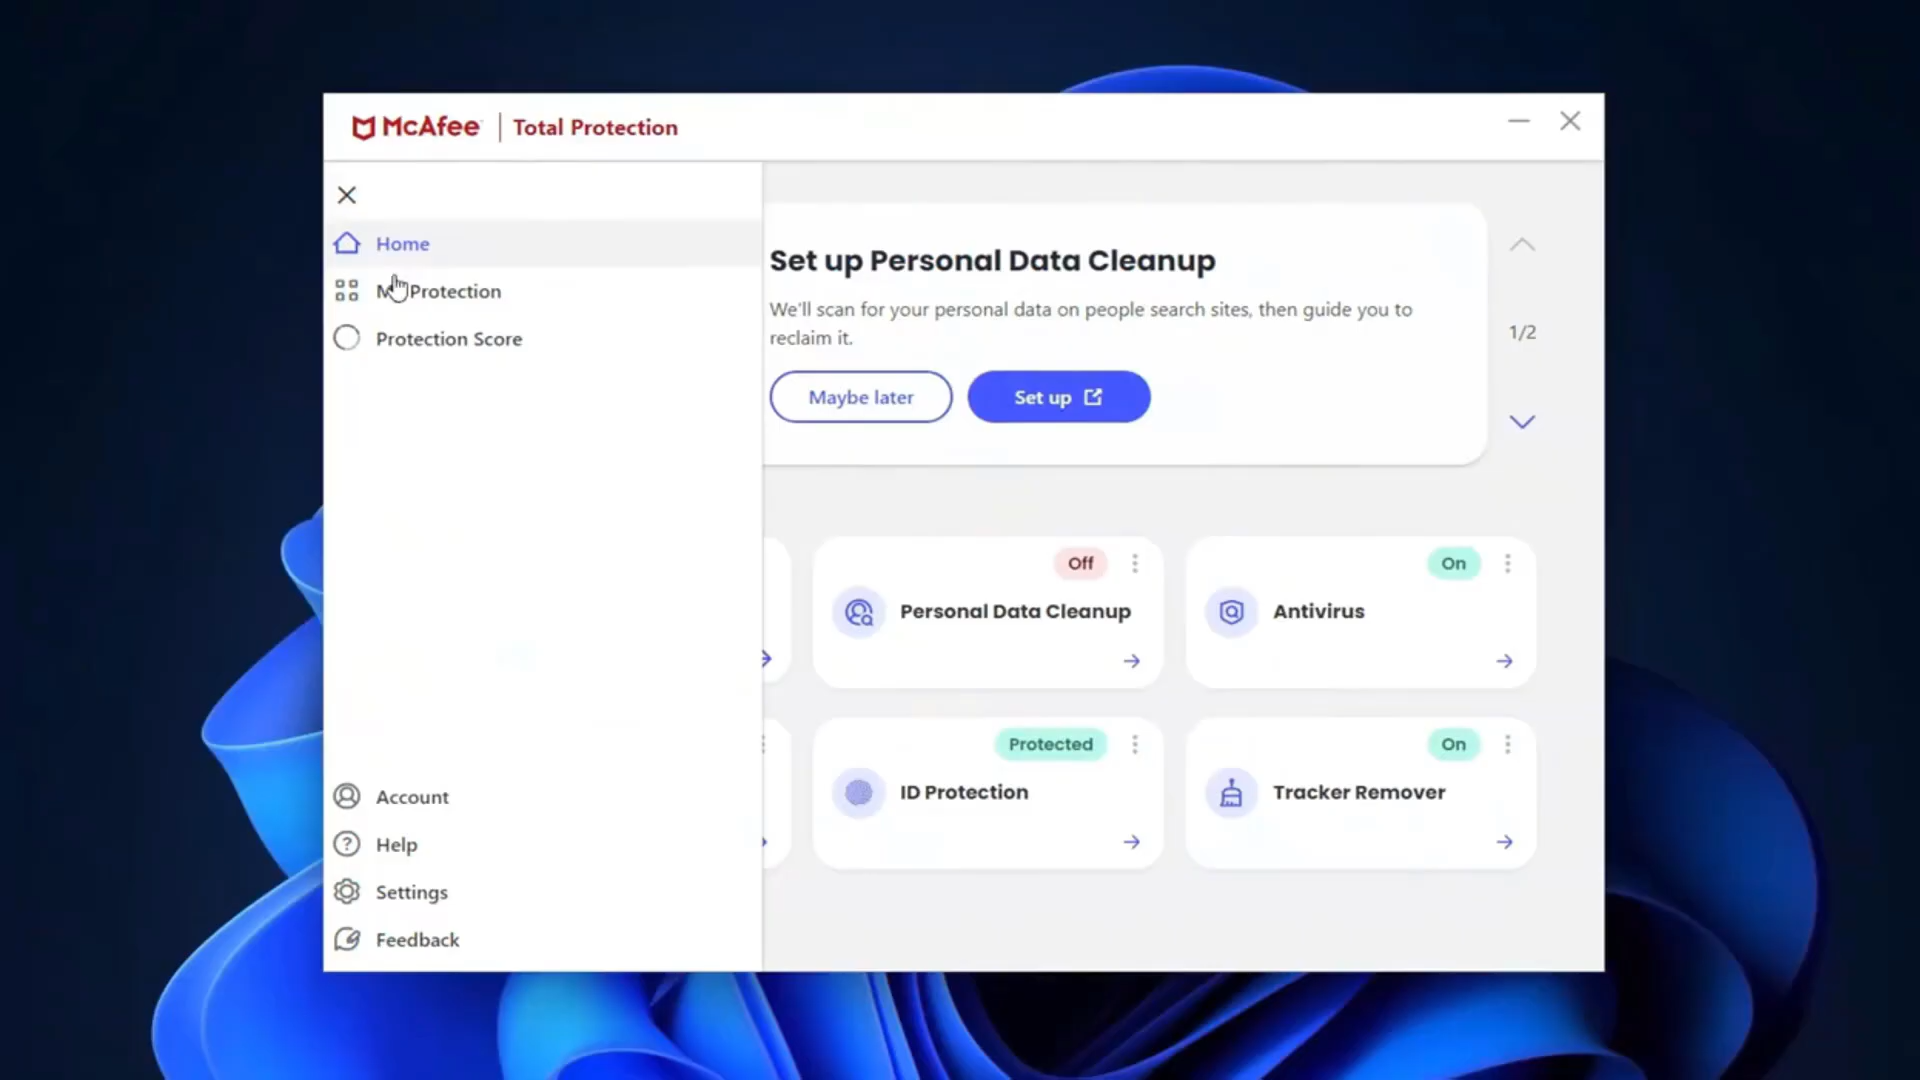 McAfee | Total Protection
Home
My Protection
Protection Score
Account
Help
Settings
Feedback
Set up Personal Data Cleanup
We'll scan for your personal data on people search sites, then guide you to
reclaim it.
Maybe later
Set up
1/2
Off
Personal Data Cleanup
On
Antivirus
Protected
ID Protection
On
Tracker Remover